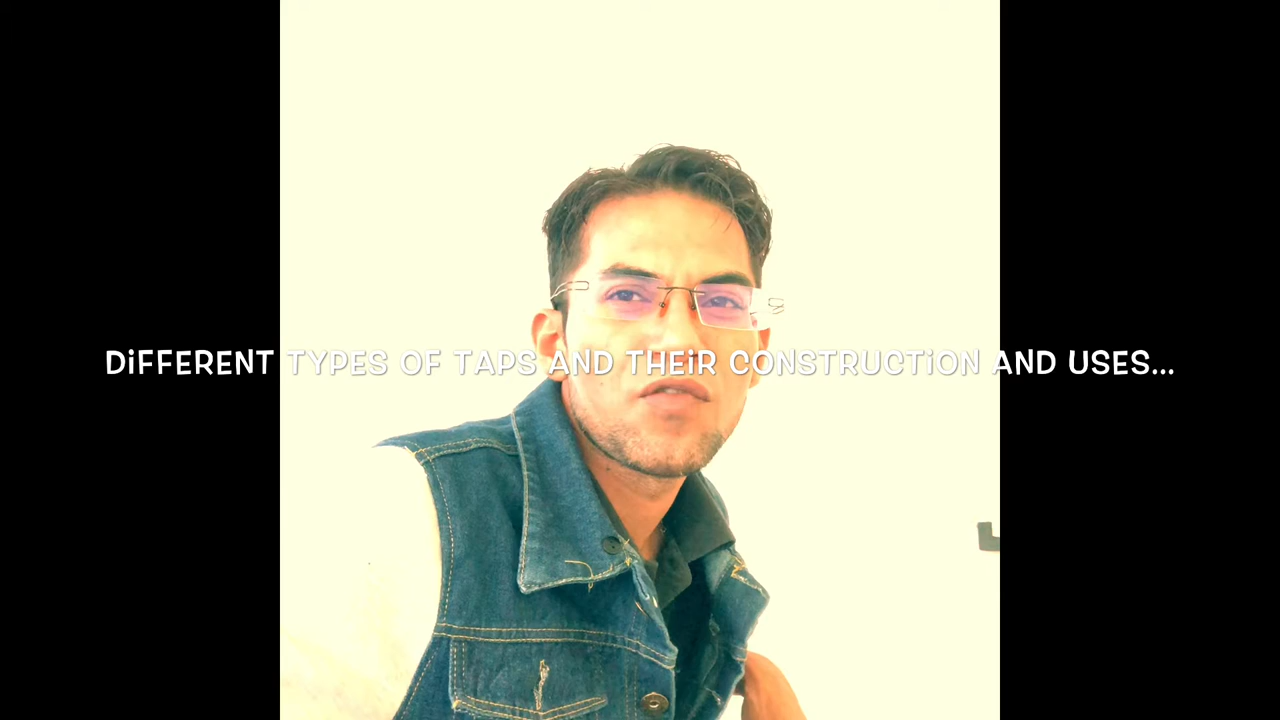 DiFFERENT TYPES OF TAPS AND THEiR CONSTRUCTiON AND USES...